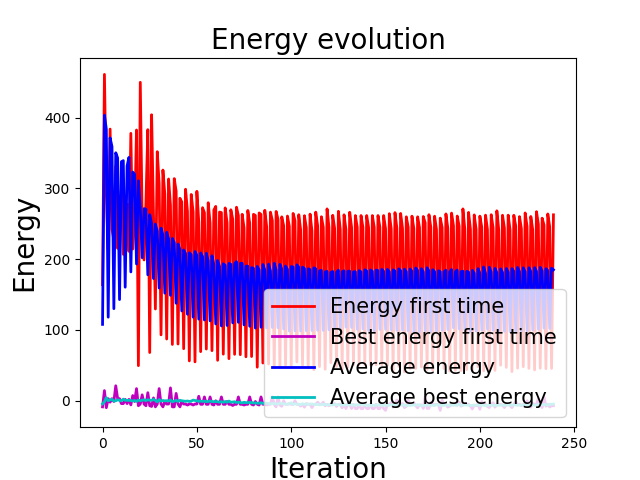 Energy evolution
Energy
400
300
200
100
0
Energy first time
Best energy first time
Average energy
Average best energy
0 50 100 150 200 250
Iteration